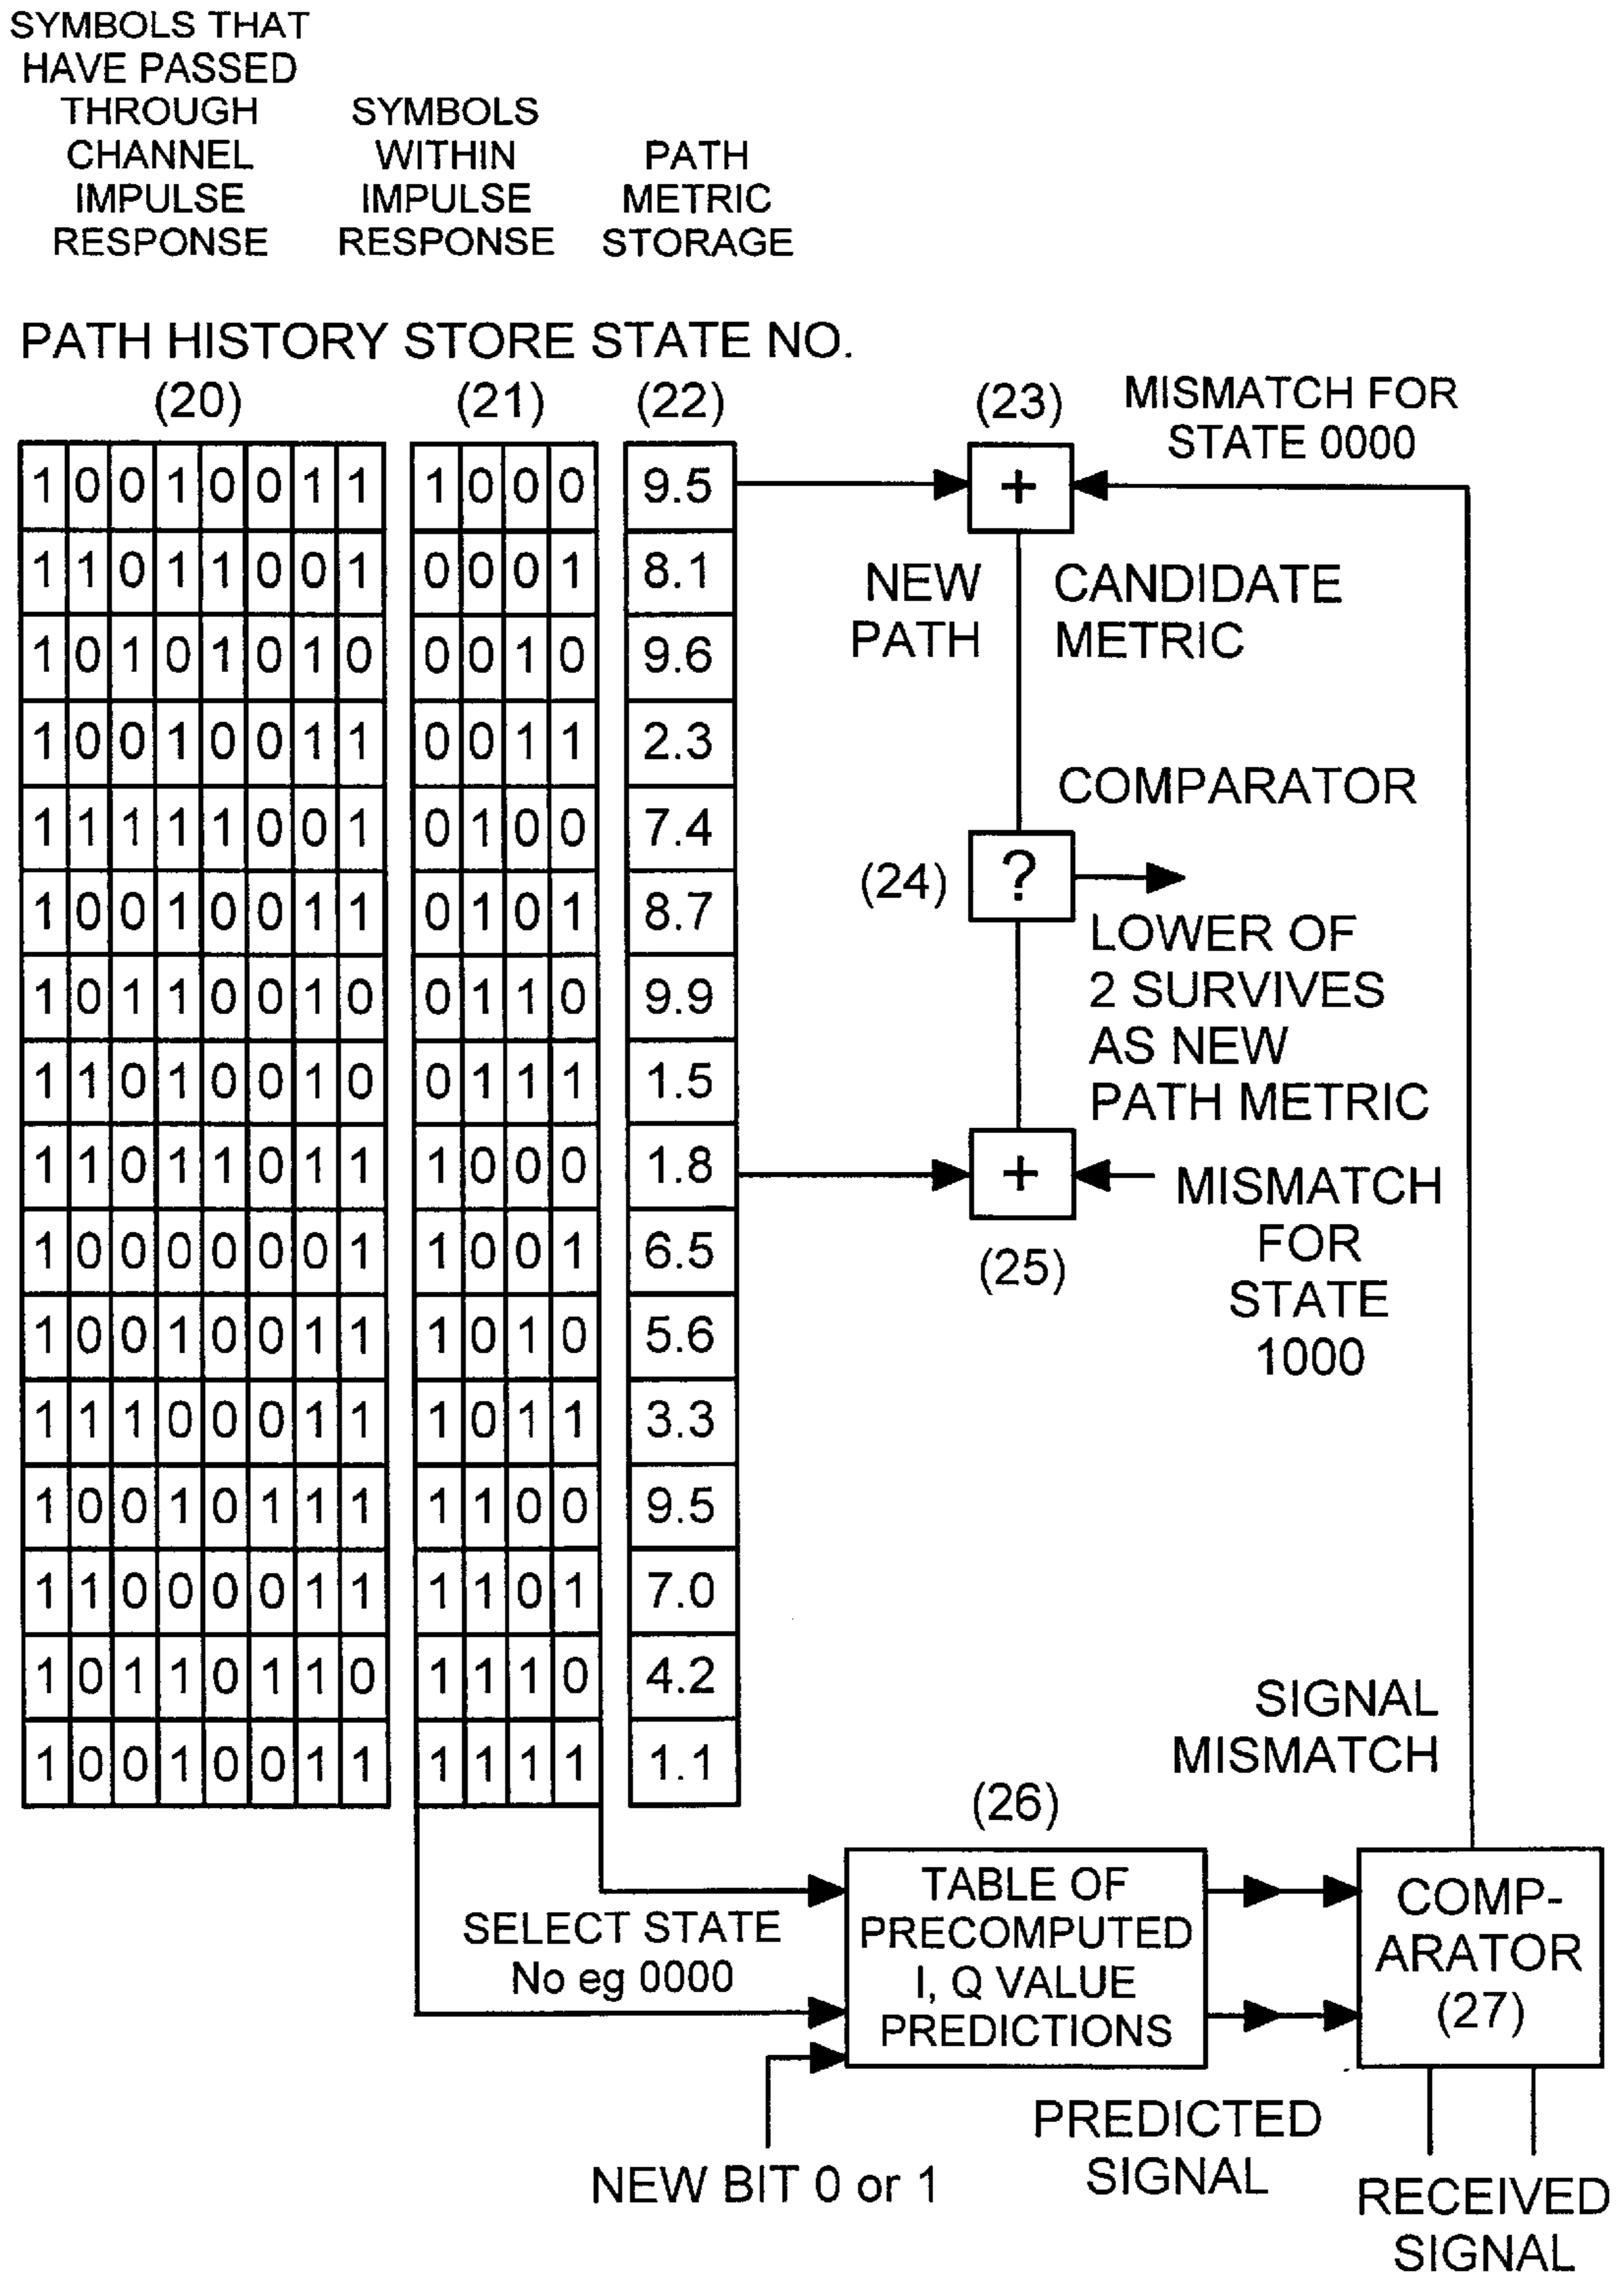 SYMBOLS THAT
HAVE PASSED
THROUGH
CHANNEL
IMPULSE
RESPONSE
SYMBOLS
WITHIN
IMPULSE
RESPONSE
PATH
METRIC
STORAGE
PATH HISTORY STORE STATE NO.
(20) (21) (22)
1 0 0 1 0 0 1 1 1 0 0 0 9.5
1 1 0 1 1 0 0 1 0 0 0 1 8.1
1 0 1 0 1 0 1 0 0 0 1 0 9.6
1 0 0 1 0 0 1 1 0 0 1 1 2.3
1 1 1 1 1 0 0 1 0 1 0 0 7.4
1 0 0 1 0 0 1 1 0 1 0 1 8.7
1 0 1 1 0 0 1 0 0 1 1 0 9.9
1 1 0 1 0 0 1 0 0 1 1 1 1.5
1 1 0 1 1 0 1 1 1 0 0 0 1.8
1 0 0 0 0 0 0 1 1 0 0 1 6.5
1 0 0 1 0 0 1 1 1 0 1 0 5.6
1 1 1 0 0 0 1 1 1 0 1 1 3.3
1 0 0 1 0 1 1 1 1 1 0 0 9.5
1 1 0 0 0 0 1 1 1 1 0 1 7.0
1 0 1 1 0 1 1 0 1 1 1 0 4.2
1 0 0 1 0 0 1 1 1 1 1 1 1.1
(23)
+
MISMATCH FOR
STATE 0000
NEW
PATH
CANDIDATE
METRIC
COMPARATOR
(24)
?
LOWER OF
2 SURVIVES
AS NEW
PATH METRIC
+
(25)
MISMATCH
FOR
STATE
1000
SIGNAL
MISMATCH
(26)
TABLE OF
PRECOMPUTED
I, Q VALUE
PREDICTIONS
SELECT STATE
No eg 0000
NEW BIT 0 or 1
PREDICTED
SIGNAL
COMP-
ARATOR
(27)
RECEIVED
SIGNAL